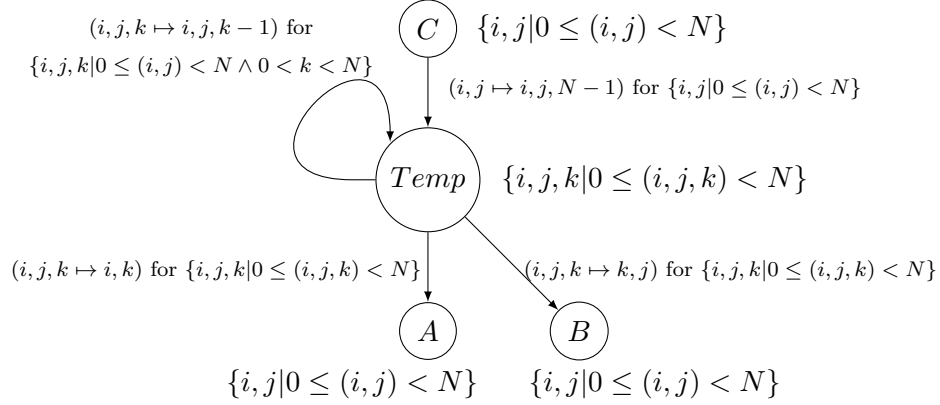 (i, j, k ↦ i, j, k − 1) for
{i, j, k|0 ≤ (i, j) < N ∧ 0 < k < N}
C
{i, j|0 ≤ (i, j) < N}
(i, j ↦ i, j, N − 1) for {i, j|0 ≤ (i, j) < N}
Temp
{i, j, k|0 ≤ (i, j, k) < N}
(i, j, k ↦ i, k) for {i, j, k|0 ≤ (i, j, k) < N}
(i, j, k ↦ k, j) for {i, j, k|0 ≤ (i, j, k) < N}
A
B
{i, j|0 ≤ (i, j) < N}
{i, j|0 ≤ (i, j) < N}